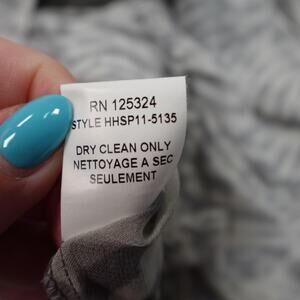 RN 125324
STYLE HHSP11-5135
DRY CLEAN ONLY
NETTOYAGE A SEC
SEULEMENT